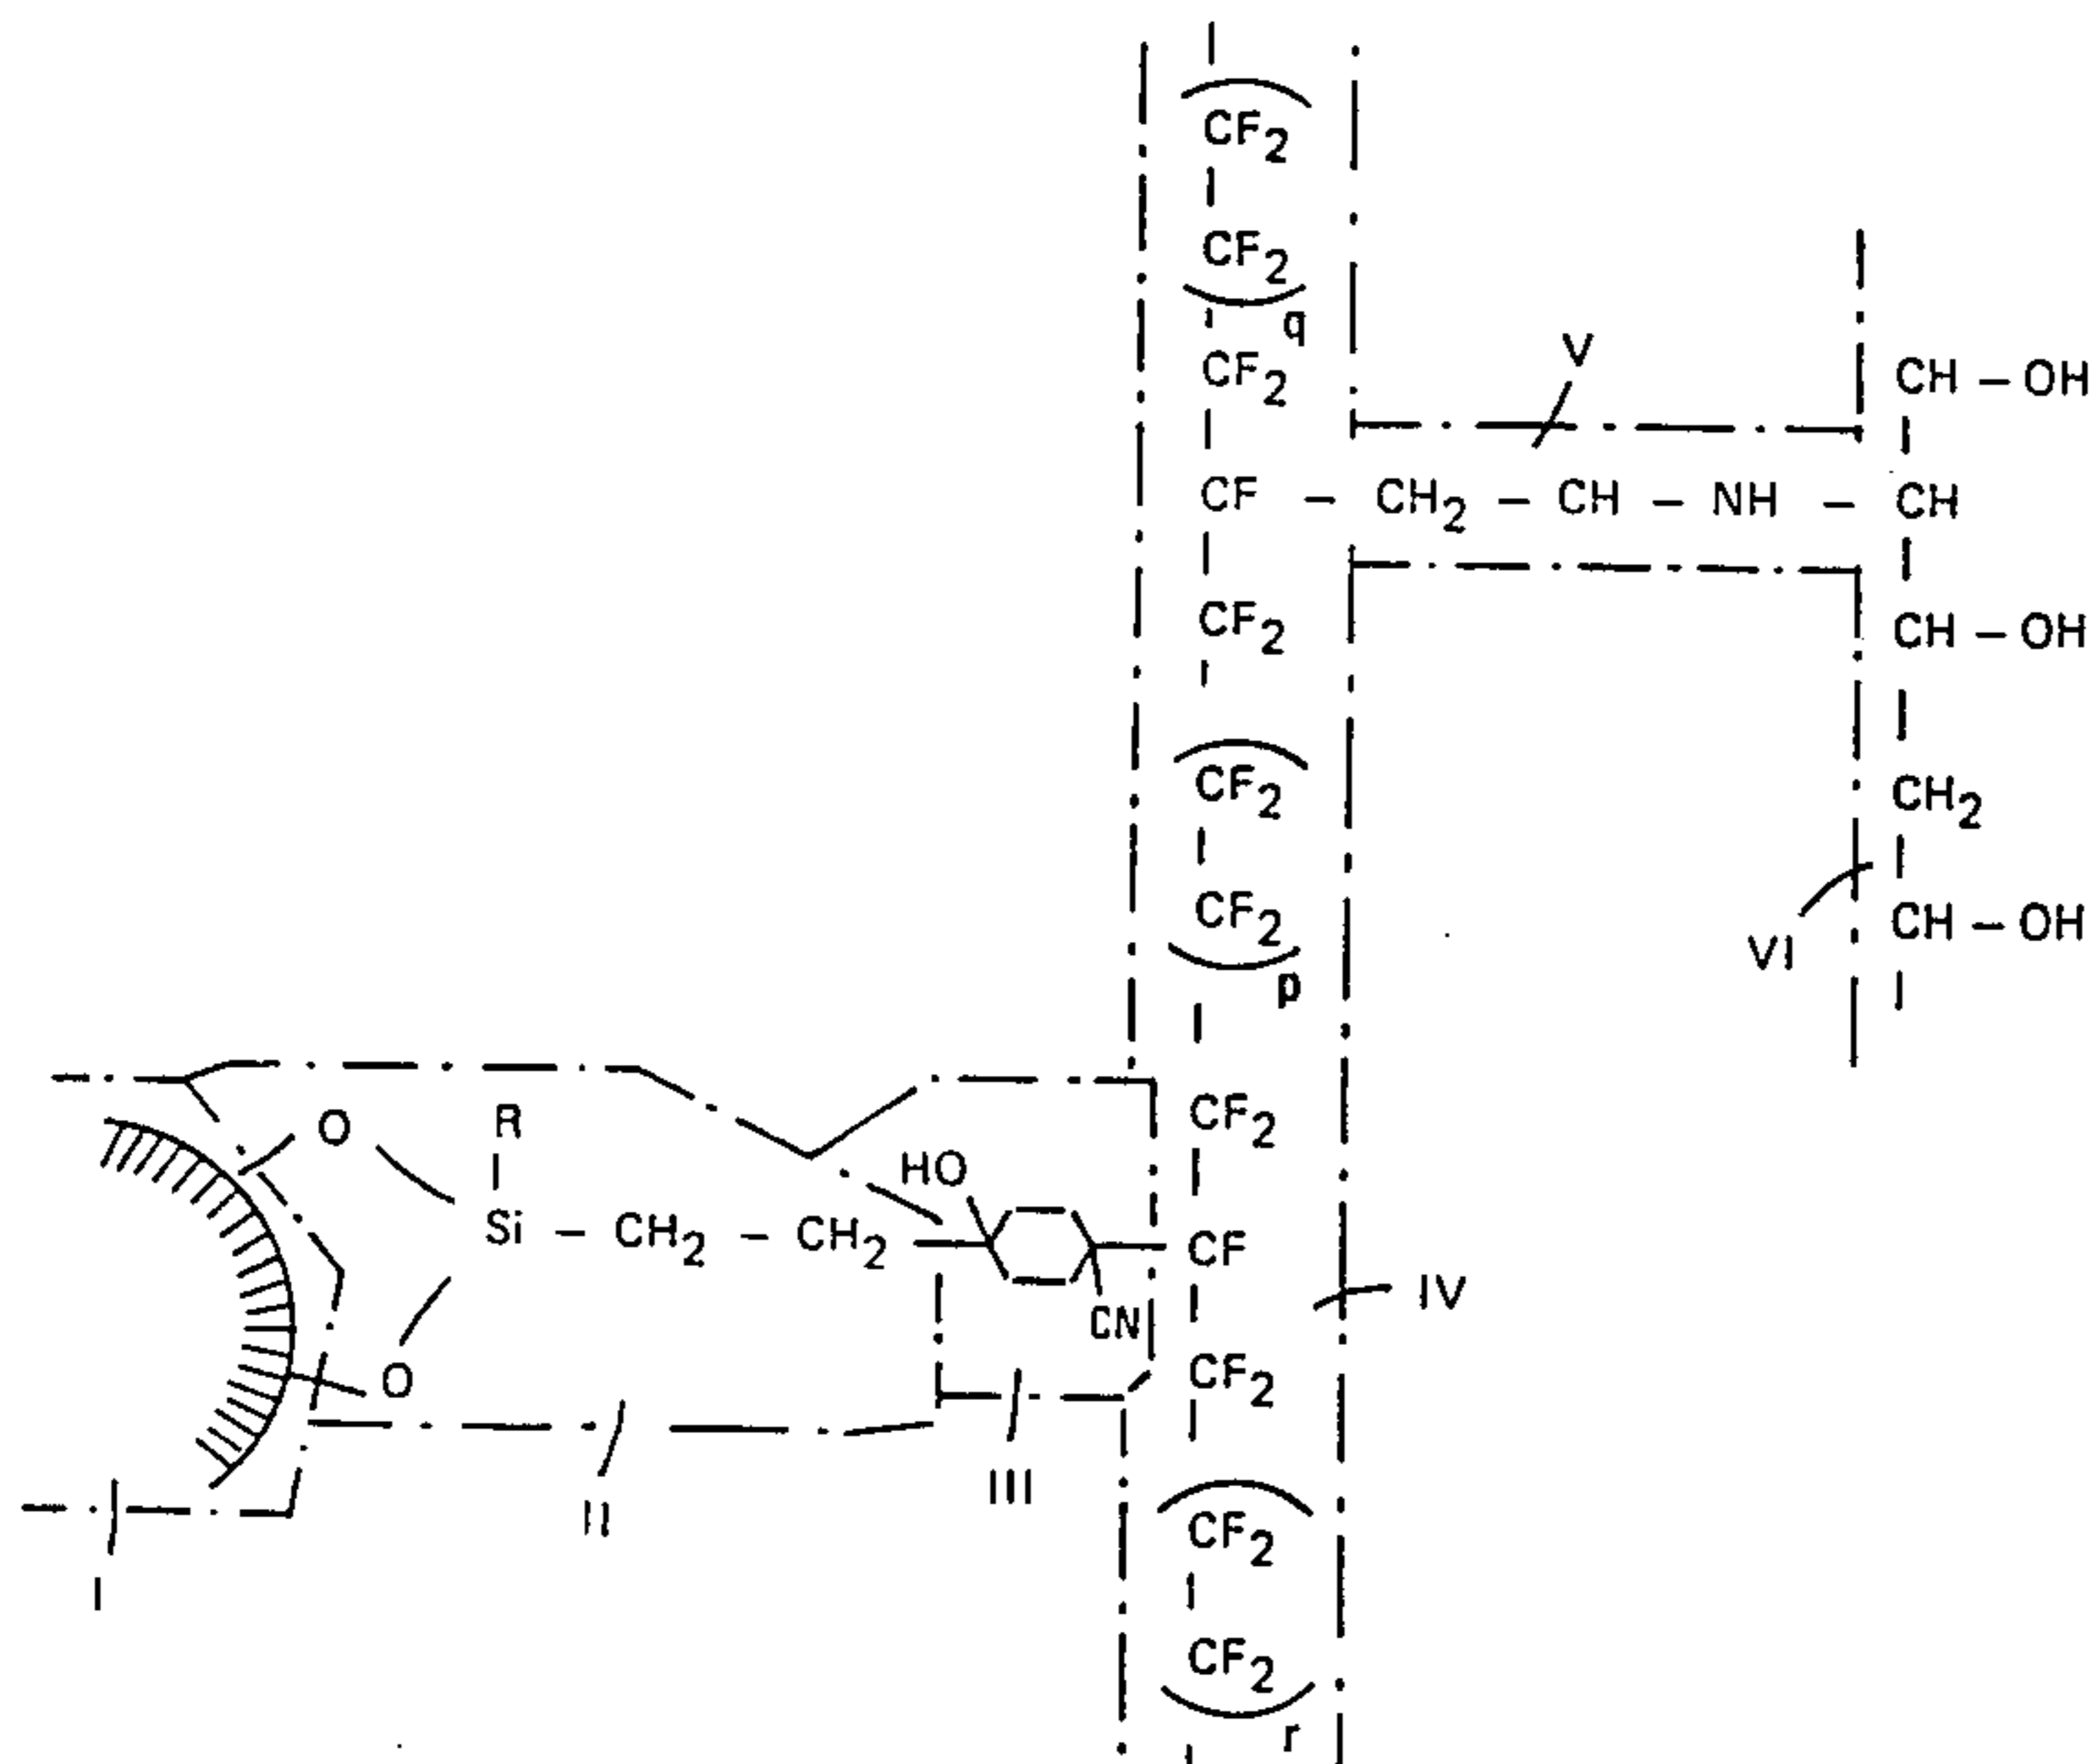 CF2
CF2
q
CF2
V
CH – OH
CF – CH2 – CH – NH – CH
CF2
CH – OH
CF2
CH2
CF2
CH – OH
p
VI
O
R
CF2
HO
Si – CH2 – CH2
CF
CN
IV
O
CF2
III
II
CF2
I
CF2
r